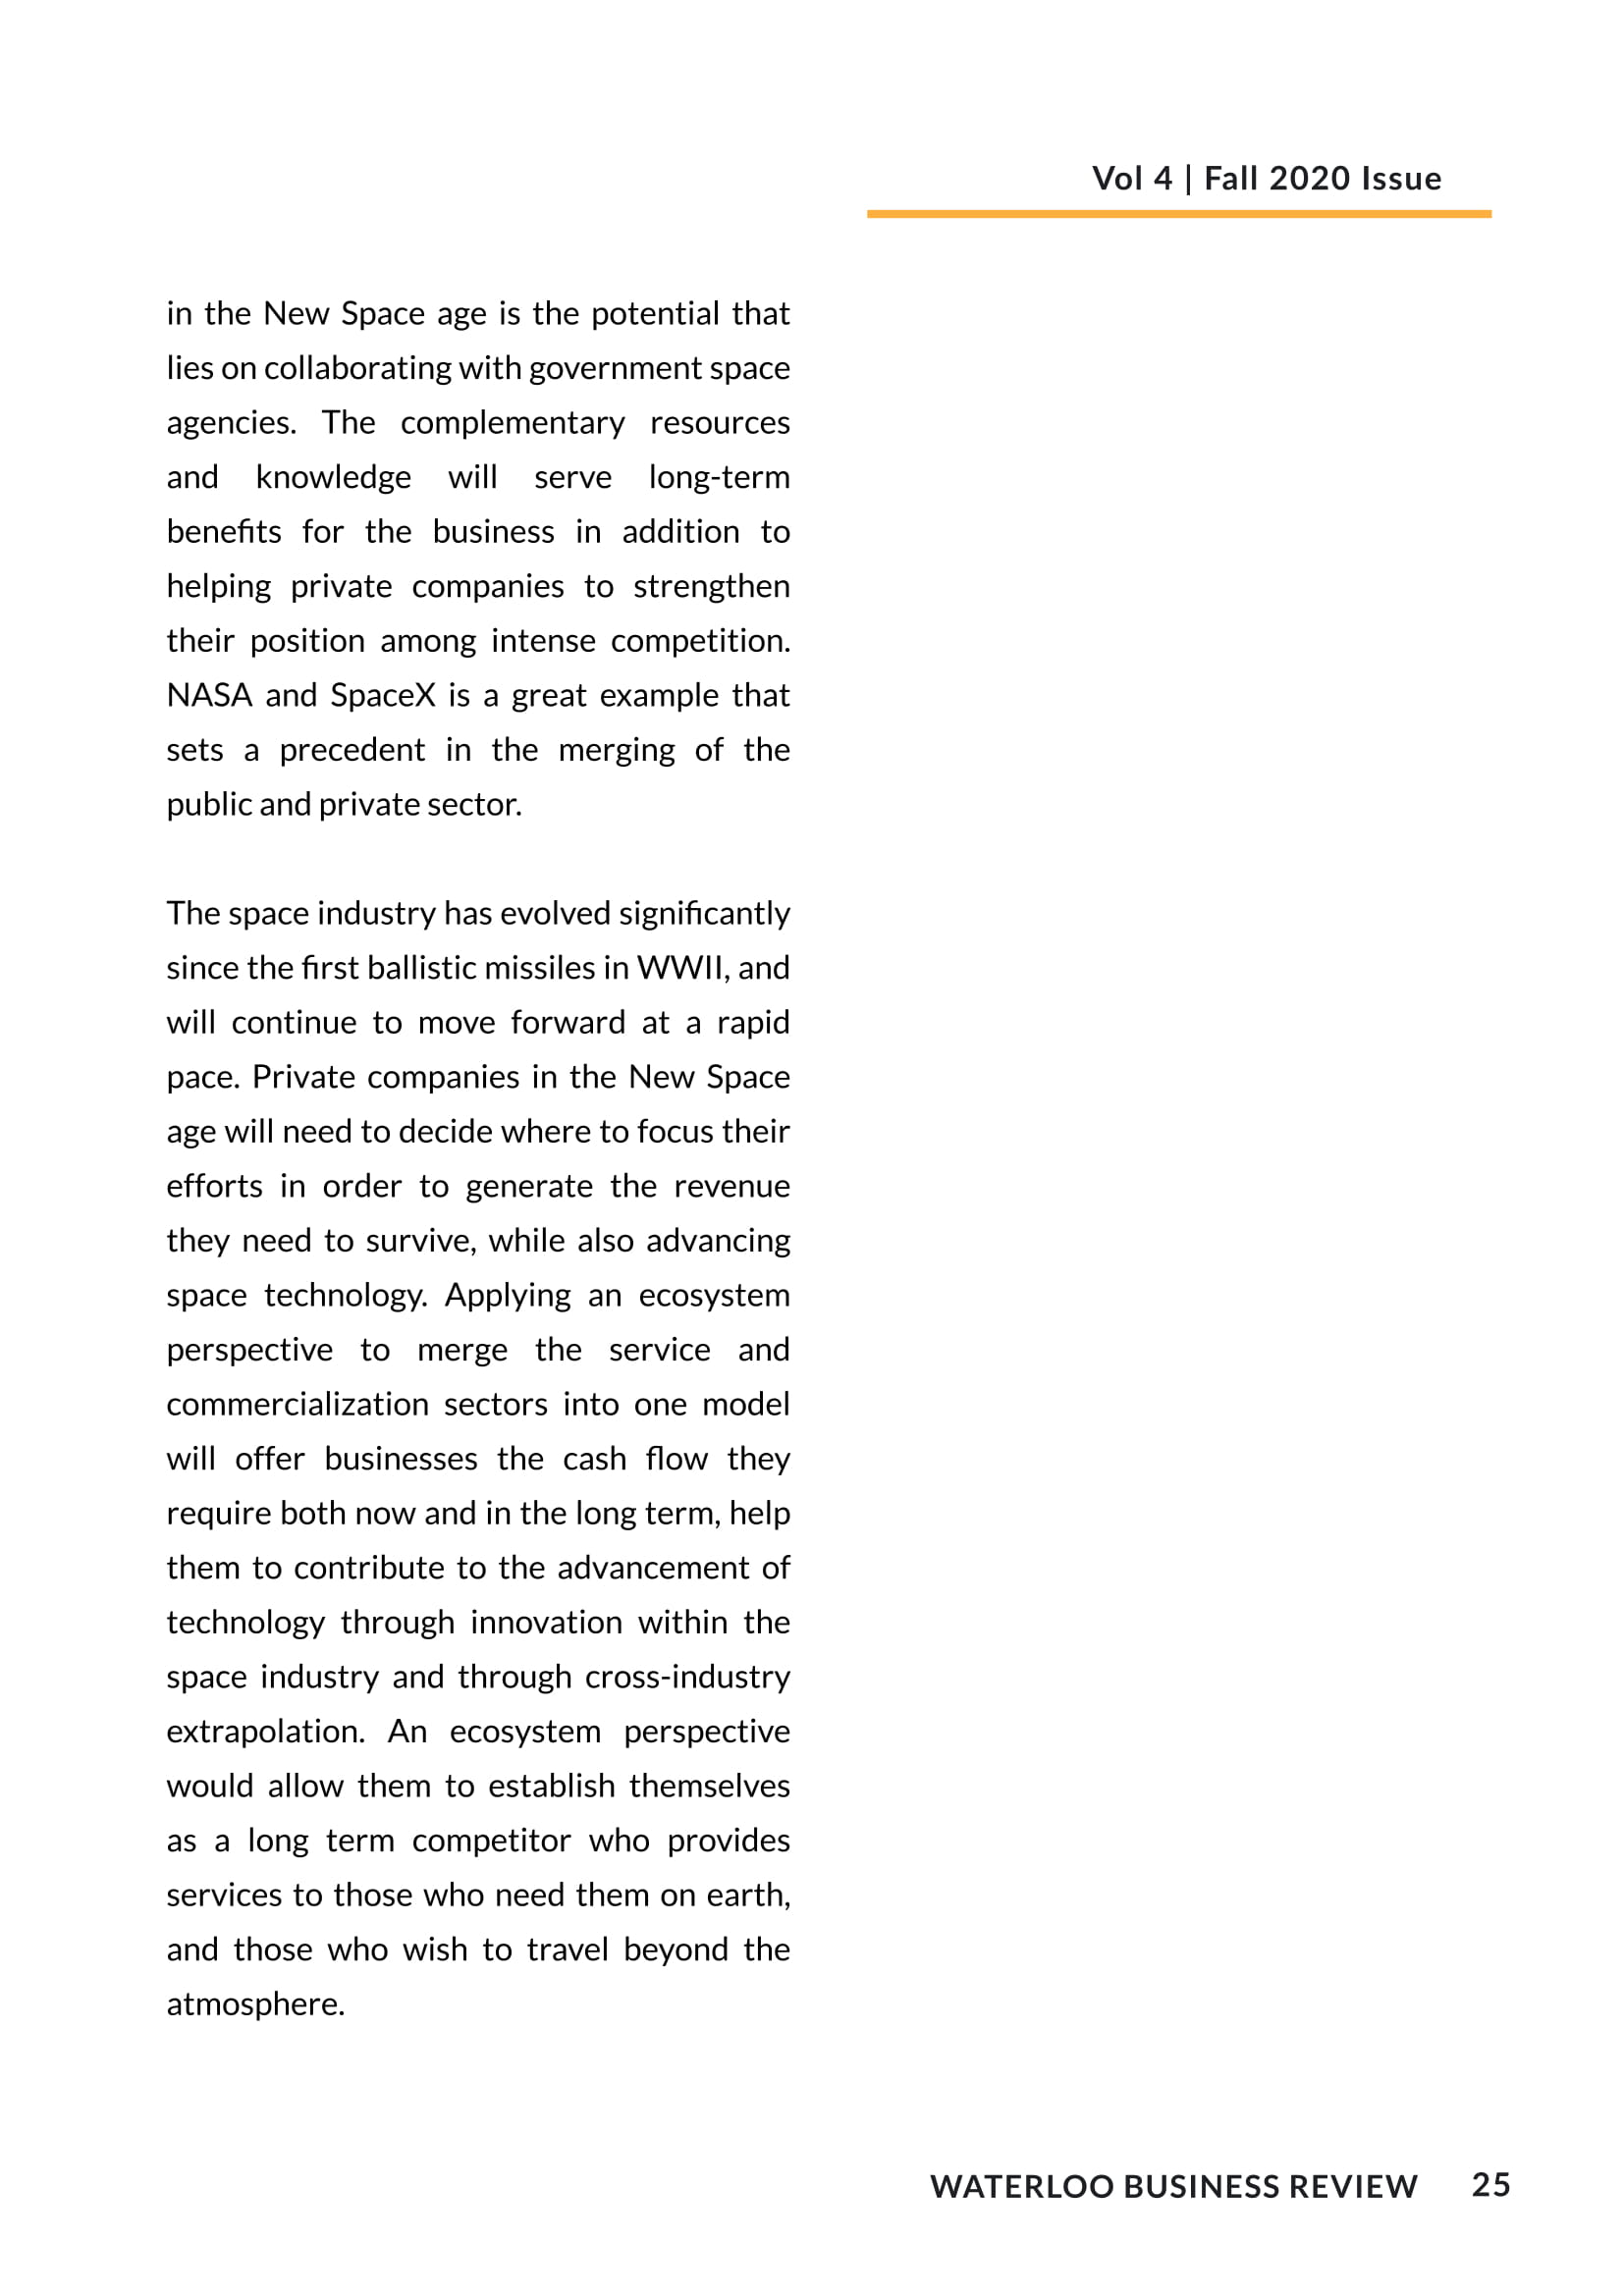 Vol 4 | Fall 2020 Issue
in the New Space age is the potential that
lies on collaborating with government space
agencies. The complementary resources
and knowledge will serve long-term
benefits for the business in addition to
helping private companies to strengthen
their position among intense competition.
NASA and SpaceX is a great example that
sets a precedent in the merging of the
public and private sector.
The space industry has evolved significantly
since the first ballistic missiles in WWII, and
will continue to move forward at a rapid
pace. Private companies in the New Space
age will need to decide where to focus their
efforts in order to generate the revenue
they need to survive, while also advancing
space technology. Applying an ecosystem
perspective to merge the service and
commercialization sectors into one model
will offer businesses the cash flow they
require both now and in the long term, help
them to contribute to the advancement of
technology through innovation within the
space industry and through cross-industry
extrapolation. An ecosystem perspective
would allow them to establish themselves
as a long term competitor who provides
services to those who need them on earth,
and those who wish to travel beyond the
atmosphere.
WATERLOO BUSINESS REVIEW 25